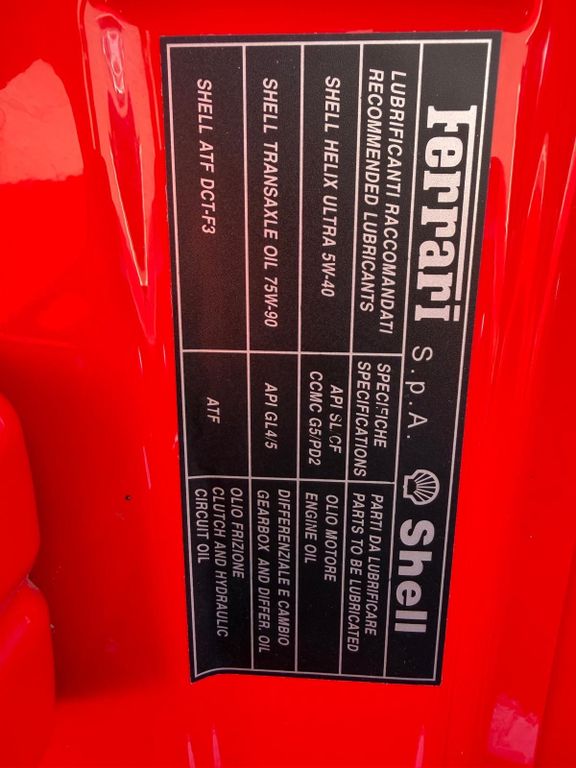 Ferrari S.p.A. Shell
LUBRIFICANTI RACCOMANDATI
RECOMMENDED LUBRICANTS
SPECIFICHE
SPECIFICATIONS
PARTI DA LUBRIFICARE
PARTS TO BE LUBRICATED
SHELL HELIX ULTRA 5W-40
API SL/CF
CCMC G5/PD2
OLIO MOTORE
ENGINE OIL
SHELL TRANSAXLE OIL 75W-90
API GL4/5
DIFFERENZIALE E CAMBIO
GEARBOX AND DIFFER. OIL
SHELL ATF DCT-F3
ATF
OLIO FRIZIONE
CLUTCH AND HYDRAULIC
CIRCUIT OIL